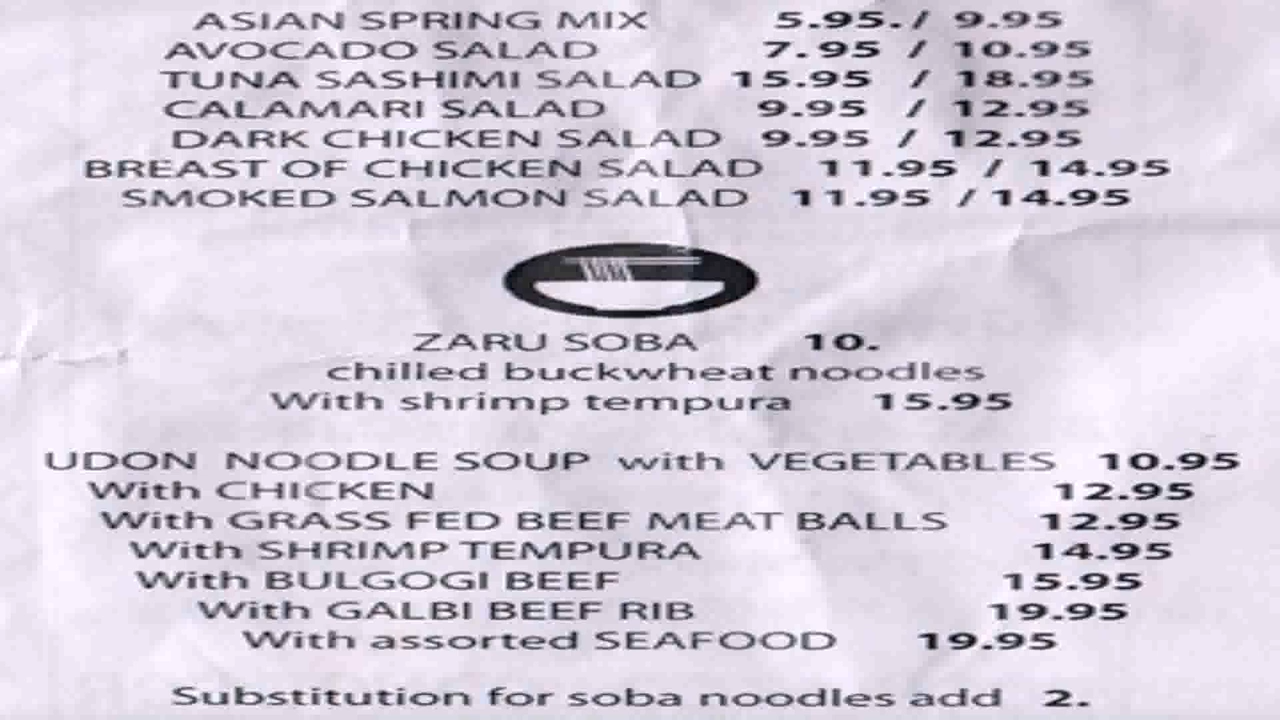 ASIAN SPRING MIX 5.95./ 9.95
AVOCADO SALAD 7.95 / 10.95
TUNA SASHIMI SALAD 15.95 / 18.95
CALAMARI SALAD 9.95 / 12.95
DARK CHICKEN SALAD 9.95 / 12.95
BREAST OF CHICKEN SALAD 11.95 / 14.95
SMOKED SALMON SALAD 11.95 / 14.95
ZARU SOBA 10.
chilled buckwheat noodles
With shrimp tempura 15.95
UDON NOODLE SOUP with VEGETABLES 10.95
With CHICKEN 12.95
With GRASS FED BEEF MEAT BALLS 12.95
With SHRIMP TEMPURA 14.95
With BULGOGI BEEF 15.95
With GALBI BEEF RIB 19.95
With assorted SEAFOOD 19.95
Substitution for soba noodles add 2.